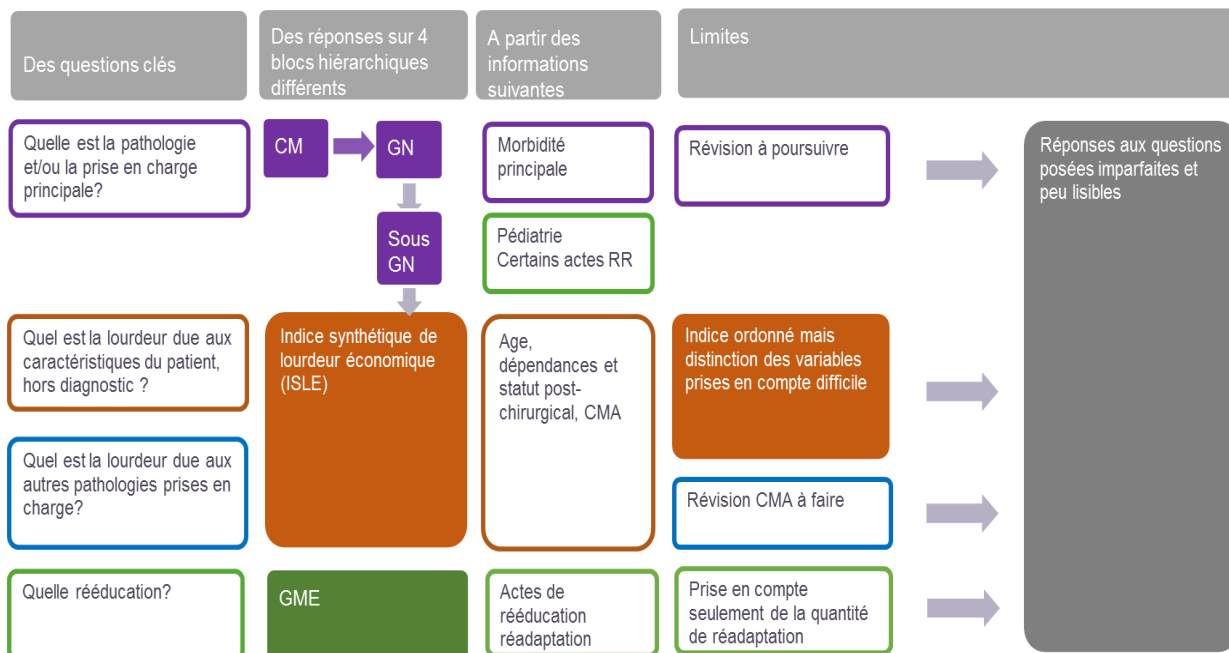 Des questions clés
Des réponses sur 4
blocs hiérarchiques
différents
A partir des
informations
suivantes
Limites
Quelle est la pathologie
et/ou la prise en charge
principale?
CM
GN
Morbidité
principale
Révision à poursuivre
Réponses aux questions
posées imparfaites et
peu lisibles
Sous
GN
Pédiatrie
Certains actes RR
Quel est la lourdeur due aux
caractéristiques du patient,
hors diagnostic ?
Indice synthétique de
lourdeur économique
(ISLE)
Age,
dépendances et
statut post-
chirurgical, CMA
Indice ordonné mais
distinction des variables
prises en compte difficile
Quel est la lourdeur due aux
autres pathologies prises en
charge?
Révision CMA à faire
Quelle rééducation?
GME
Actes de
rééducation
réadaptation
Prise en compte
seulement de la quantité
de réadaptation